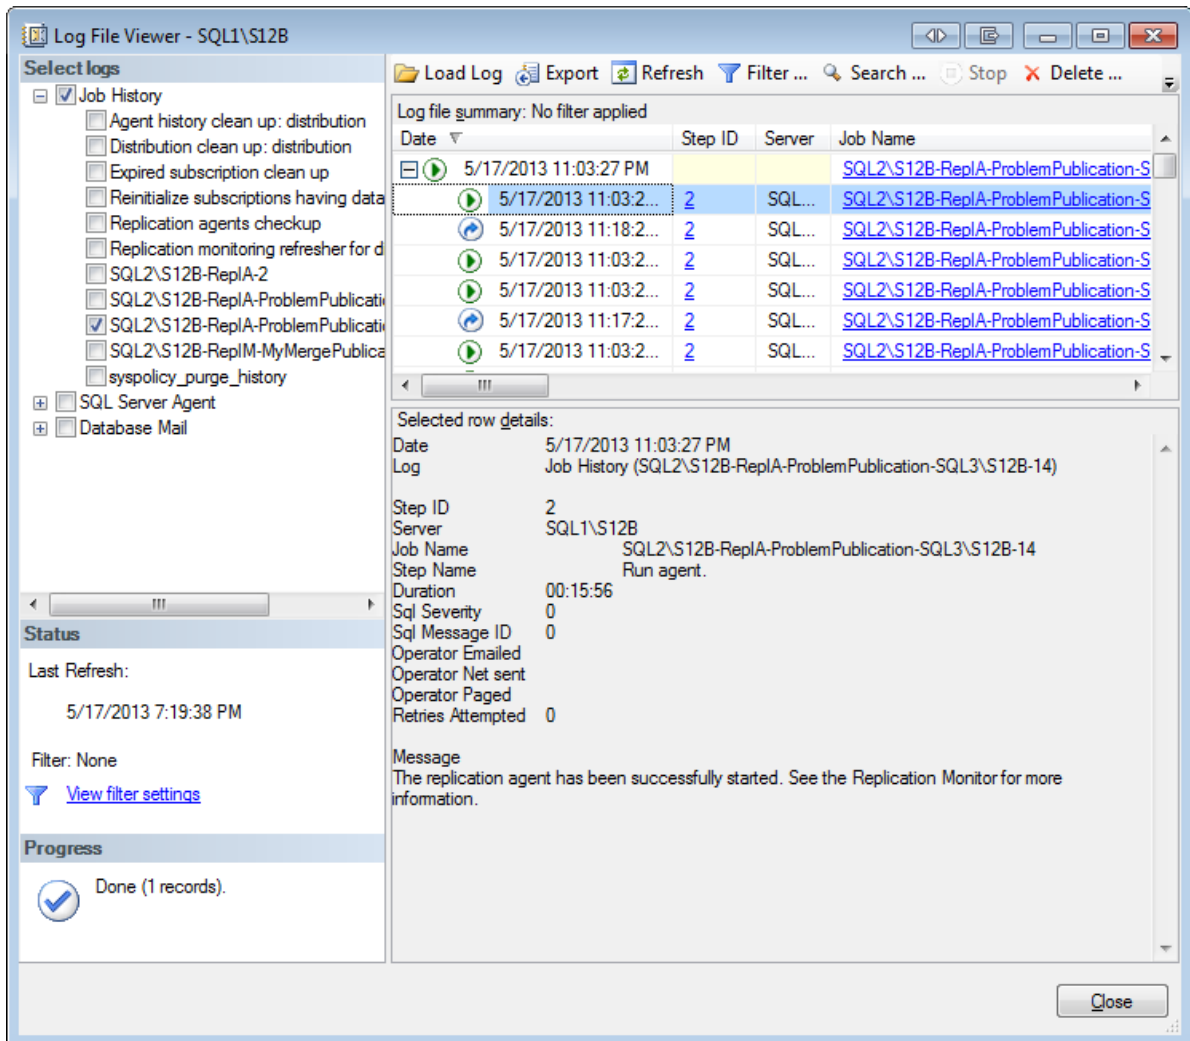 Log File Viewer - SQL1\S12B
Select logs
Job History
Agent history clean up: distribution
Distribution clean up: distribution
Expired subscription clean up
Reinitialize subscriptions having data
Replication agents checkup
Replication monitoring refresher for d
SQL2\S12B-ReplA-2
SQL2\S12B-ReplA-ProblemPublicati
SQL2\S12B-ReplA-ProblemPublicati
SQL2\S12B-ReplM-MyMergePublica
syspolicy_purge_history
SQL Server Agent
Database Mail
Status
Last Refresh:
5/17/2013 7:19:38 PM
Filter: None
View filter settings
Progress
Done (1 records).
Load Log Export Refresh Filter ... Search ... Stop Delete ...
Log file summary: No filter applied
Date Step ID Server Job Name
5/17/2013 11:03:27 PM SQL2\S12B-ReplA-ProblemPublication-S
5/17/2013 11:03:2... 2 SQL... SQL2\S12B-ReplA-ProblemPublication-S
5/17/2013 11:18:2... 2 SQL... SQL2\S12B-ReplA-ProblemPublication-S
5/17/2013 11:03:2... 2 SQL... SQL2\S12B-ReplA-ProblemPublication-S
5/17/2013 11:03:2... 2 SQL... SQL2\S12B-ReplA-ProblemPublication-S
5/17/2013 11:17:2... 2 SQL... SQL2\S12B-ReplA-ProblemPublication-S
5/17/2013 11:03:2... 2 SQL... SQL2\S12B-ReplA-ProblemPublication-S
Selected row details:
Date 5/17/2013 11:03:27 PM
Log Job History (SQL2\S12B-ReplA-ProblemPublication-SQL3\S12B-14)
Step ID 2
Server SQL1\S12B
Job Name SQL2\S12B-ReplA-ProblemPublication-SQL3\S12B-14
Step Name Run agent.
Duration 00:15:56
Sql Severity 0
Sql Message ID 0
Operator Emailed
Operator Net sent
Operator Paged
Retries Attempted 0
Message
The replication agent has been successfully started. See the Replication Monitor for more
information.
Close